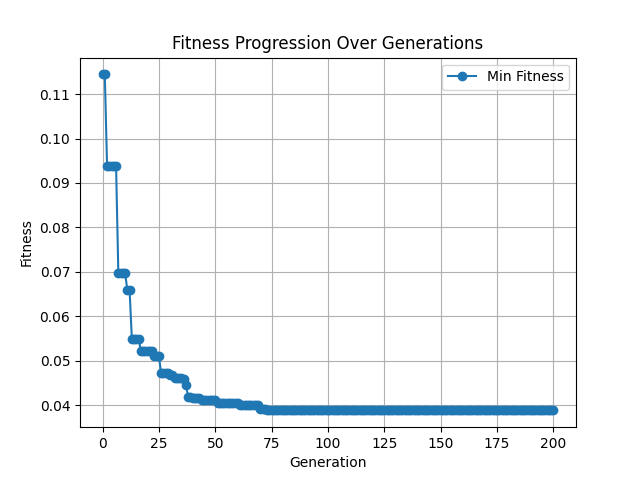 Fitness Progression Over Generations
Min Fitness
0.11
0.10
0.09
0.08
0.07
0.06
0.05
0.04
Fitness
0 25 50 75 100 125 150 175 200
Generation